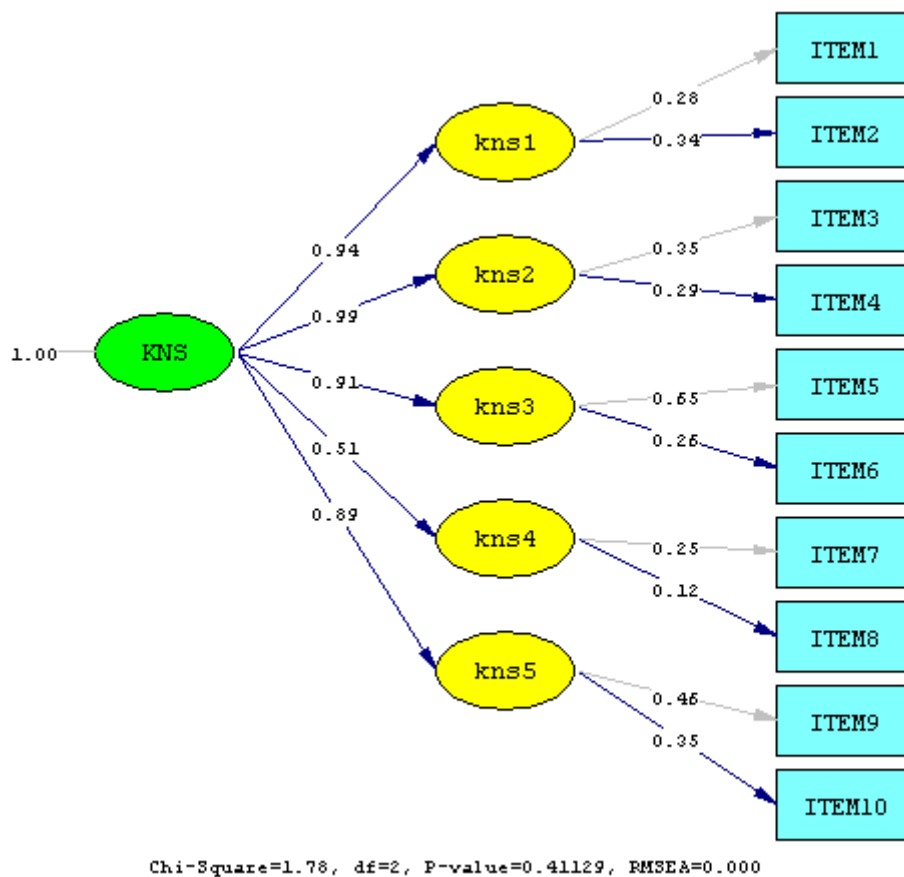 ITEM1
0.28
kns1
0.34
ITEM2
ITEM3
0.94
0.35
kns2
0.29
ITEM4
0.99
1.00
KNS
0.91
ITEM5
0.65
kns3
0.26
ITEM6
0.51
0.89
kns4
0.25
ITEM7
0.12
ITEM8
kns5
0.46
ITEM9
0.35
ITEM10
Chi-Square=1.78, df=2, P-value=0.41129, RMSEA=0.000